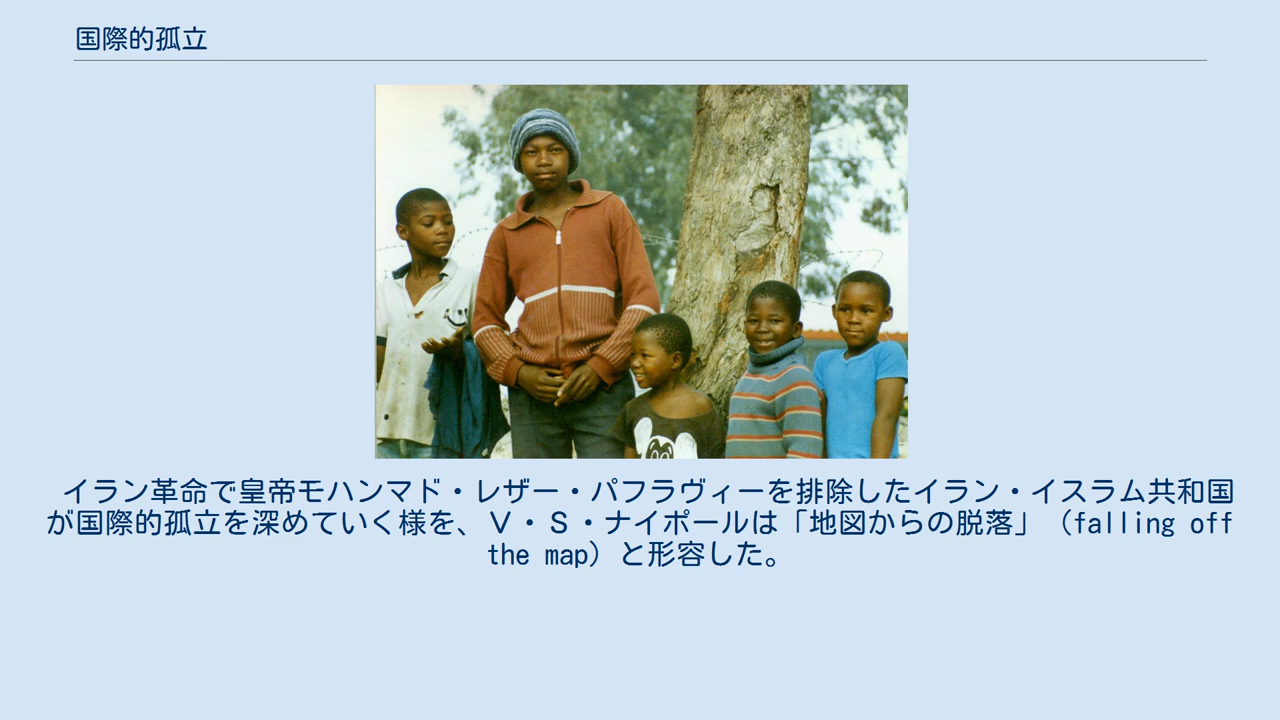 国際的孤立
イラン革命で皇帝モハンマド・レザー・パフラヴィーを排除したイラン・イスラム共和国
が国際的孤立を深めていく様を、Ｖ・Ｓ・ナイポールは「地図からの脱落」（falling off
the map）と形容した。